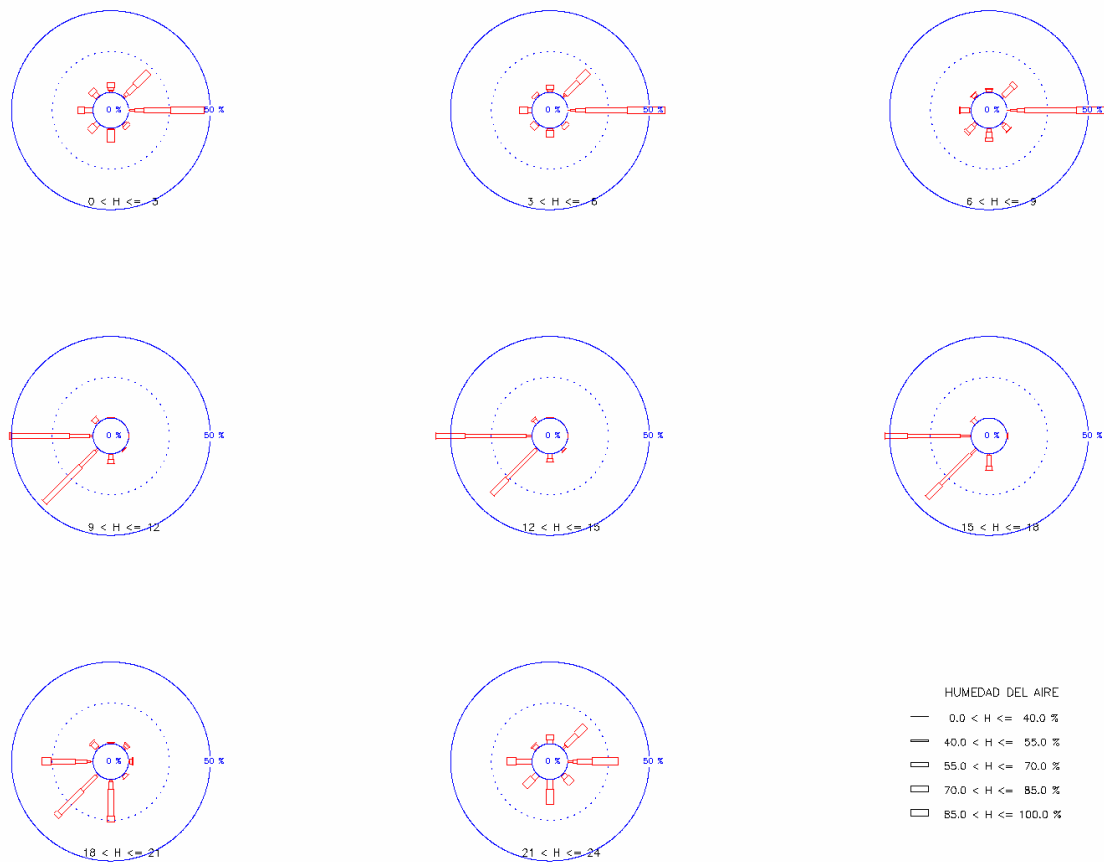 0 % 50 %
0 < H <= 3
0 % 50 %
3 < H <= 6
0 % 50 %
6 < H <= 9
0 % 50 %
9 < H <= 12
0 % 50 %
12 < H <= 15
0 % 50 %
15 < H <= 18
0 % 50 %
18 < H <= 21
0 % 50 %
21 < H <= 24
HUMEDAD DEL AIRE
0.0 < H <= 40.0 %
40.0 < H <= 55.0 %
55.0 < H <= 70.0 %
70.0 < H <= 85.0 %
85.0 < H <= 100.0 %